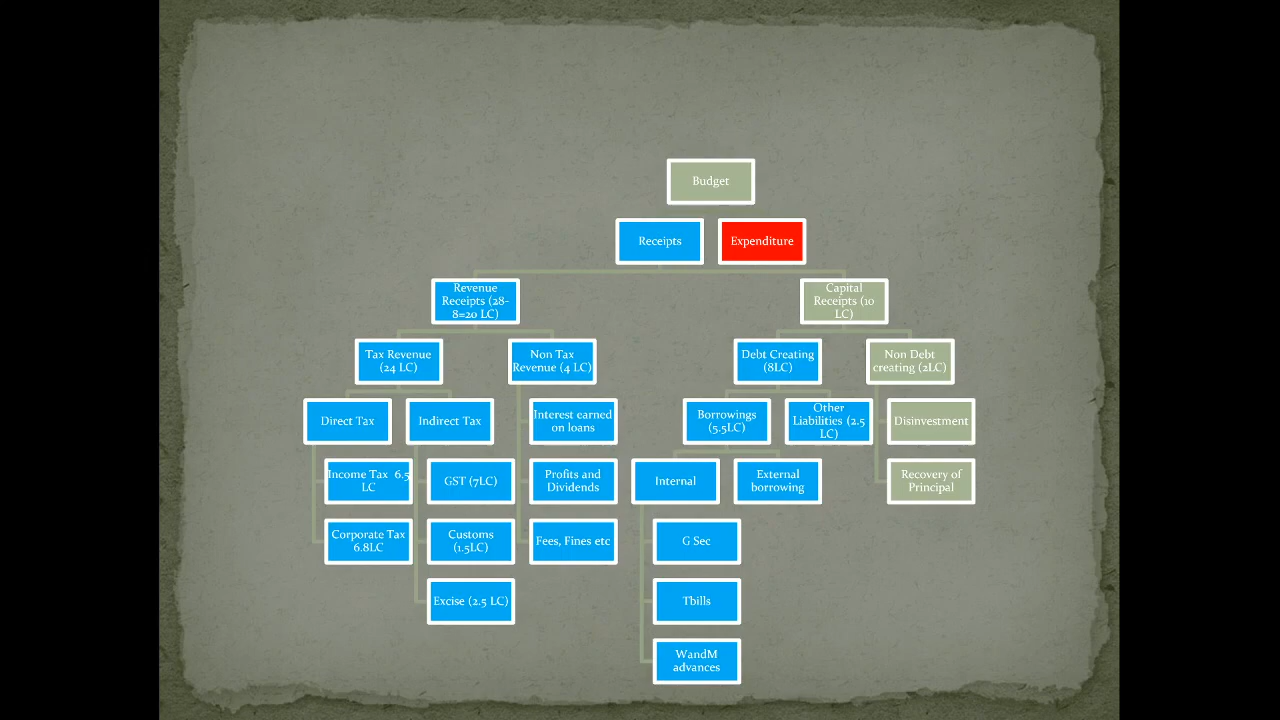 Budget
Receipts
Expenditure
Revenue
Receipts (28-
8=20 LC)
Capital
Receipts (10
LC)
Tax Revenue
(24 LC)
Non Tax
Revenue (4 LC)
Debt Creating
(8LC)
Non Debt
creating (2LC)
Direct Tax
Indirect Tax
Interest earned
on loans
Borrowings
(5.5LC)
Other
Liabilities (2.5
LC)
Disinvestment
Income Tax 6.5
LC
GST (7LC)
Profits and
Dividends
Internal
External
borrowing
Recovery of
Principal
Corporate Tax
6.8LC
Customs
(1.5LC)
Fees, Fines etc
G Sec
Excise (2.5 LC)
Tbills
WandM
advances